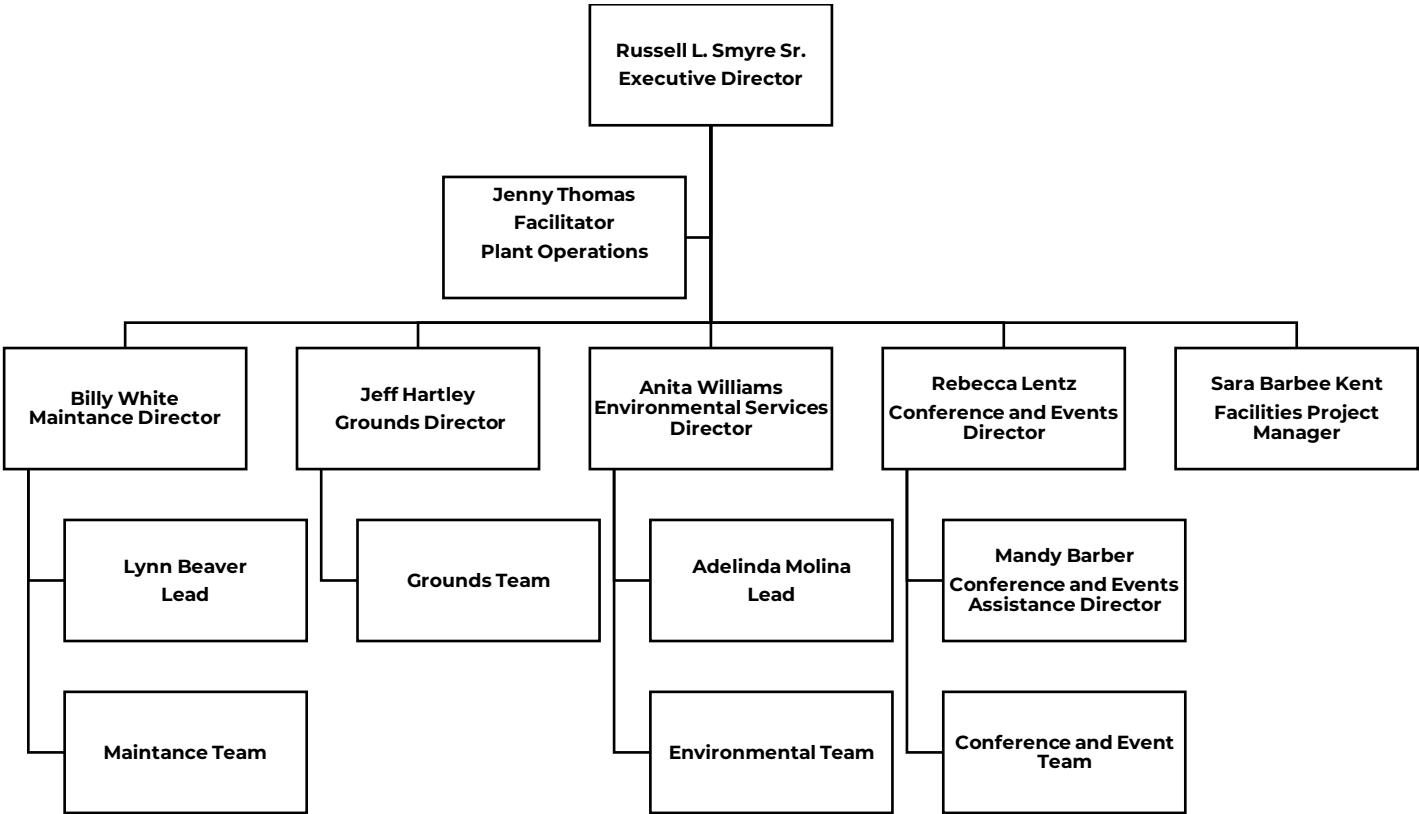 Russell L. Smyre Sr.
Executive Director
Jenny Thomas
Facilitator
Plant Operations
Billy White
Maintance Director
Jeff Hartley
Grounds Director
Anita Williams
Environmental Services
Director
Rebecca Lentz
Conference and Events
Director
Sara Barbee Kent
Facilities Project
Manager
Lynn Beaver
Lead
Grounds Team
Adelinda Molina
Lead
Mandy Barber
Conference and Events
Assistance Director
Maintance Team
Environmental Team
Conference and Event
Team